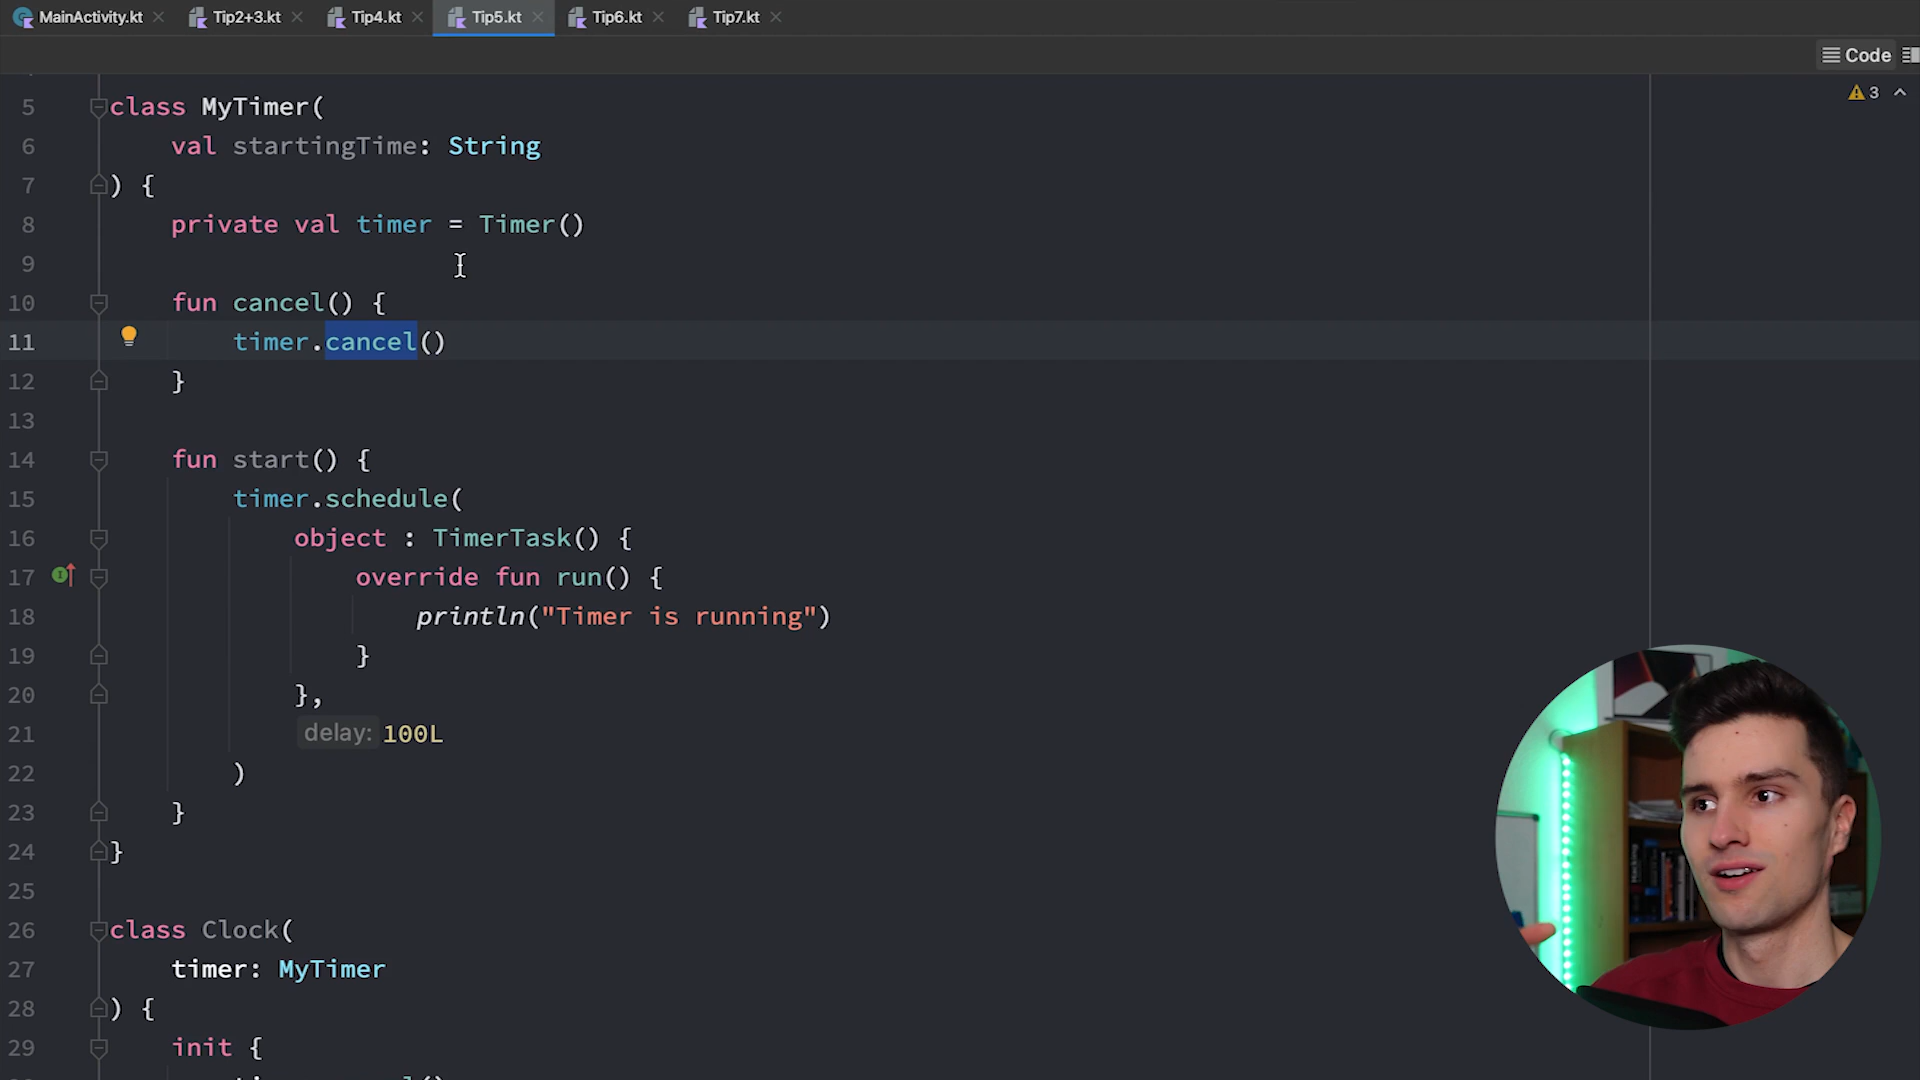 MainActivity.kt Tip2+3.kt Tip4.kt Tip5.kt Tip6.kt Tip7.kt
Code
3
5 class MyTimer(
6 val startingTime: String
7 ) {
8 private val timer = Timer()
9
10 fun cancel() {
11 timer.cancel()
12 }
13
14 fun start() {
15 timer.schedule(
16 object : TimerTask() {
17 override fun run() {
18 println("Timer is running")
19 }
20 },
21 delay: 100L
22 )
23 }
24 }
25
26 class Clock(
27 timer: MyTimer
28 ) {
29 init {